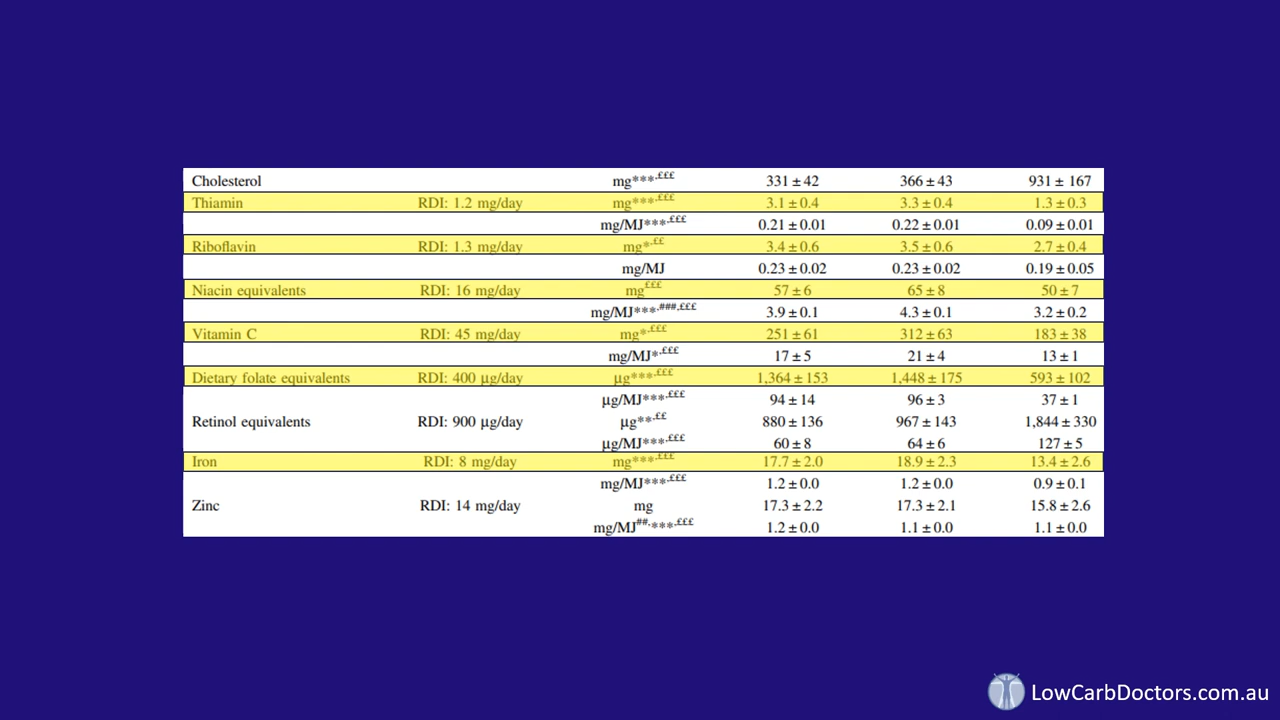 Cholesterol mg***,£££ 331 ± 42 366 ± 43 931 ± 167
Thiamin RDI: 1.2 mg/day mg***,£££ 3.1 ± 0.4 3.3 ± 0.4 1.3 ± 0.3
mg/MJ***,£££ 0.21 ± 0.01 0.22 ± 0.01 0.09 ± 0.01
Riboflavin RDI: 1.3 mg/day mg*,££ 3.4 ± 0.6 3.5 ± 0.6 2.7 ± 0.4
mg/MJ 0.23 ± 0.02 0.23 ± 0.02 0.19 ± 0.05
Niacin equivalents RDI: 16 mg/day mg£££ 57 ± 6 65 ± 8 50 ± 7
mg/MJ***,###,£££ 3.9 ± 0.1 4.3 ± 0.1 3.2 ± 0.2
Vitamin C RDI: 45 mg/day mg*,£££ 251 ± 61 312 ± 63 183 ± 38
mg/MJ*,£££ 17 ± 5 21 ± 4 13 ± 1
Dietary folate equivalents RDI: 400 µg/day µg***,£££ 1,364 ± 153 1,448 ± 175 593 ± 102
µg/MJ***,£££ 94 ± 14 96 ± 3 37 ± 1
Retinol equivalents RDI: 900 µg/day µg**,££ 880 ± 136 967 ± 143 1,844 ± 330
µg/MJ***,£££ 60 ± 8 64 ± 6 127 ± 5
Iron RDI: 8 mg/day mg***,£££ 17.7 ± 2.0 18.9 ± 2.3 13.4 ± 2.6
mg/MJ***,£££ 1.2 ± 0.0 1.2 ± 0.0 0.9 ± 0.1
Zinc RDI: 14 mg/day mg 17.3 ± 2.2 17.3 ± 2.1 15.8 ± 2.6
mg/MJ##,***,£££ 1.2 ± 0.0 1.1 ± 0.0 1.1 ± 0.0
LowCarbDoctors.com.au